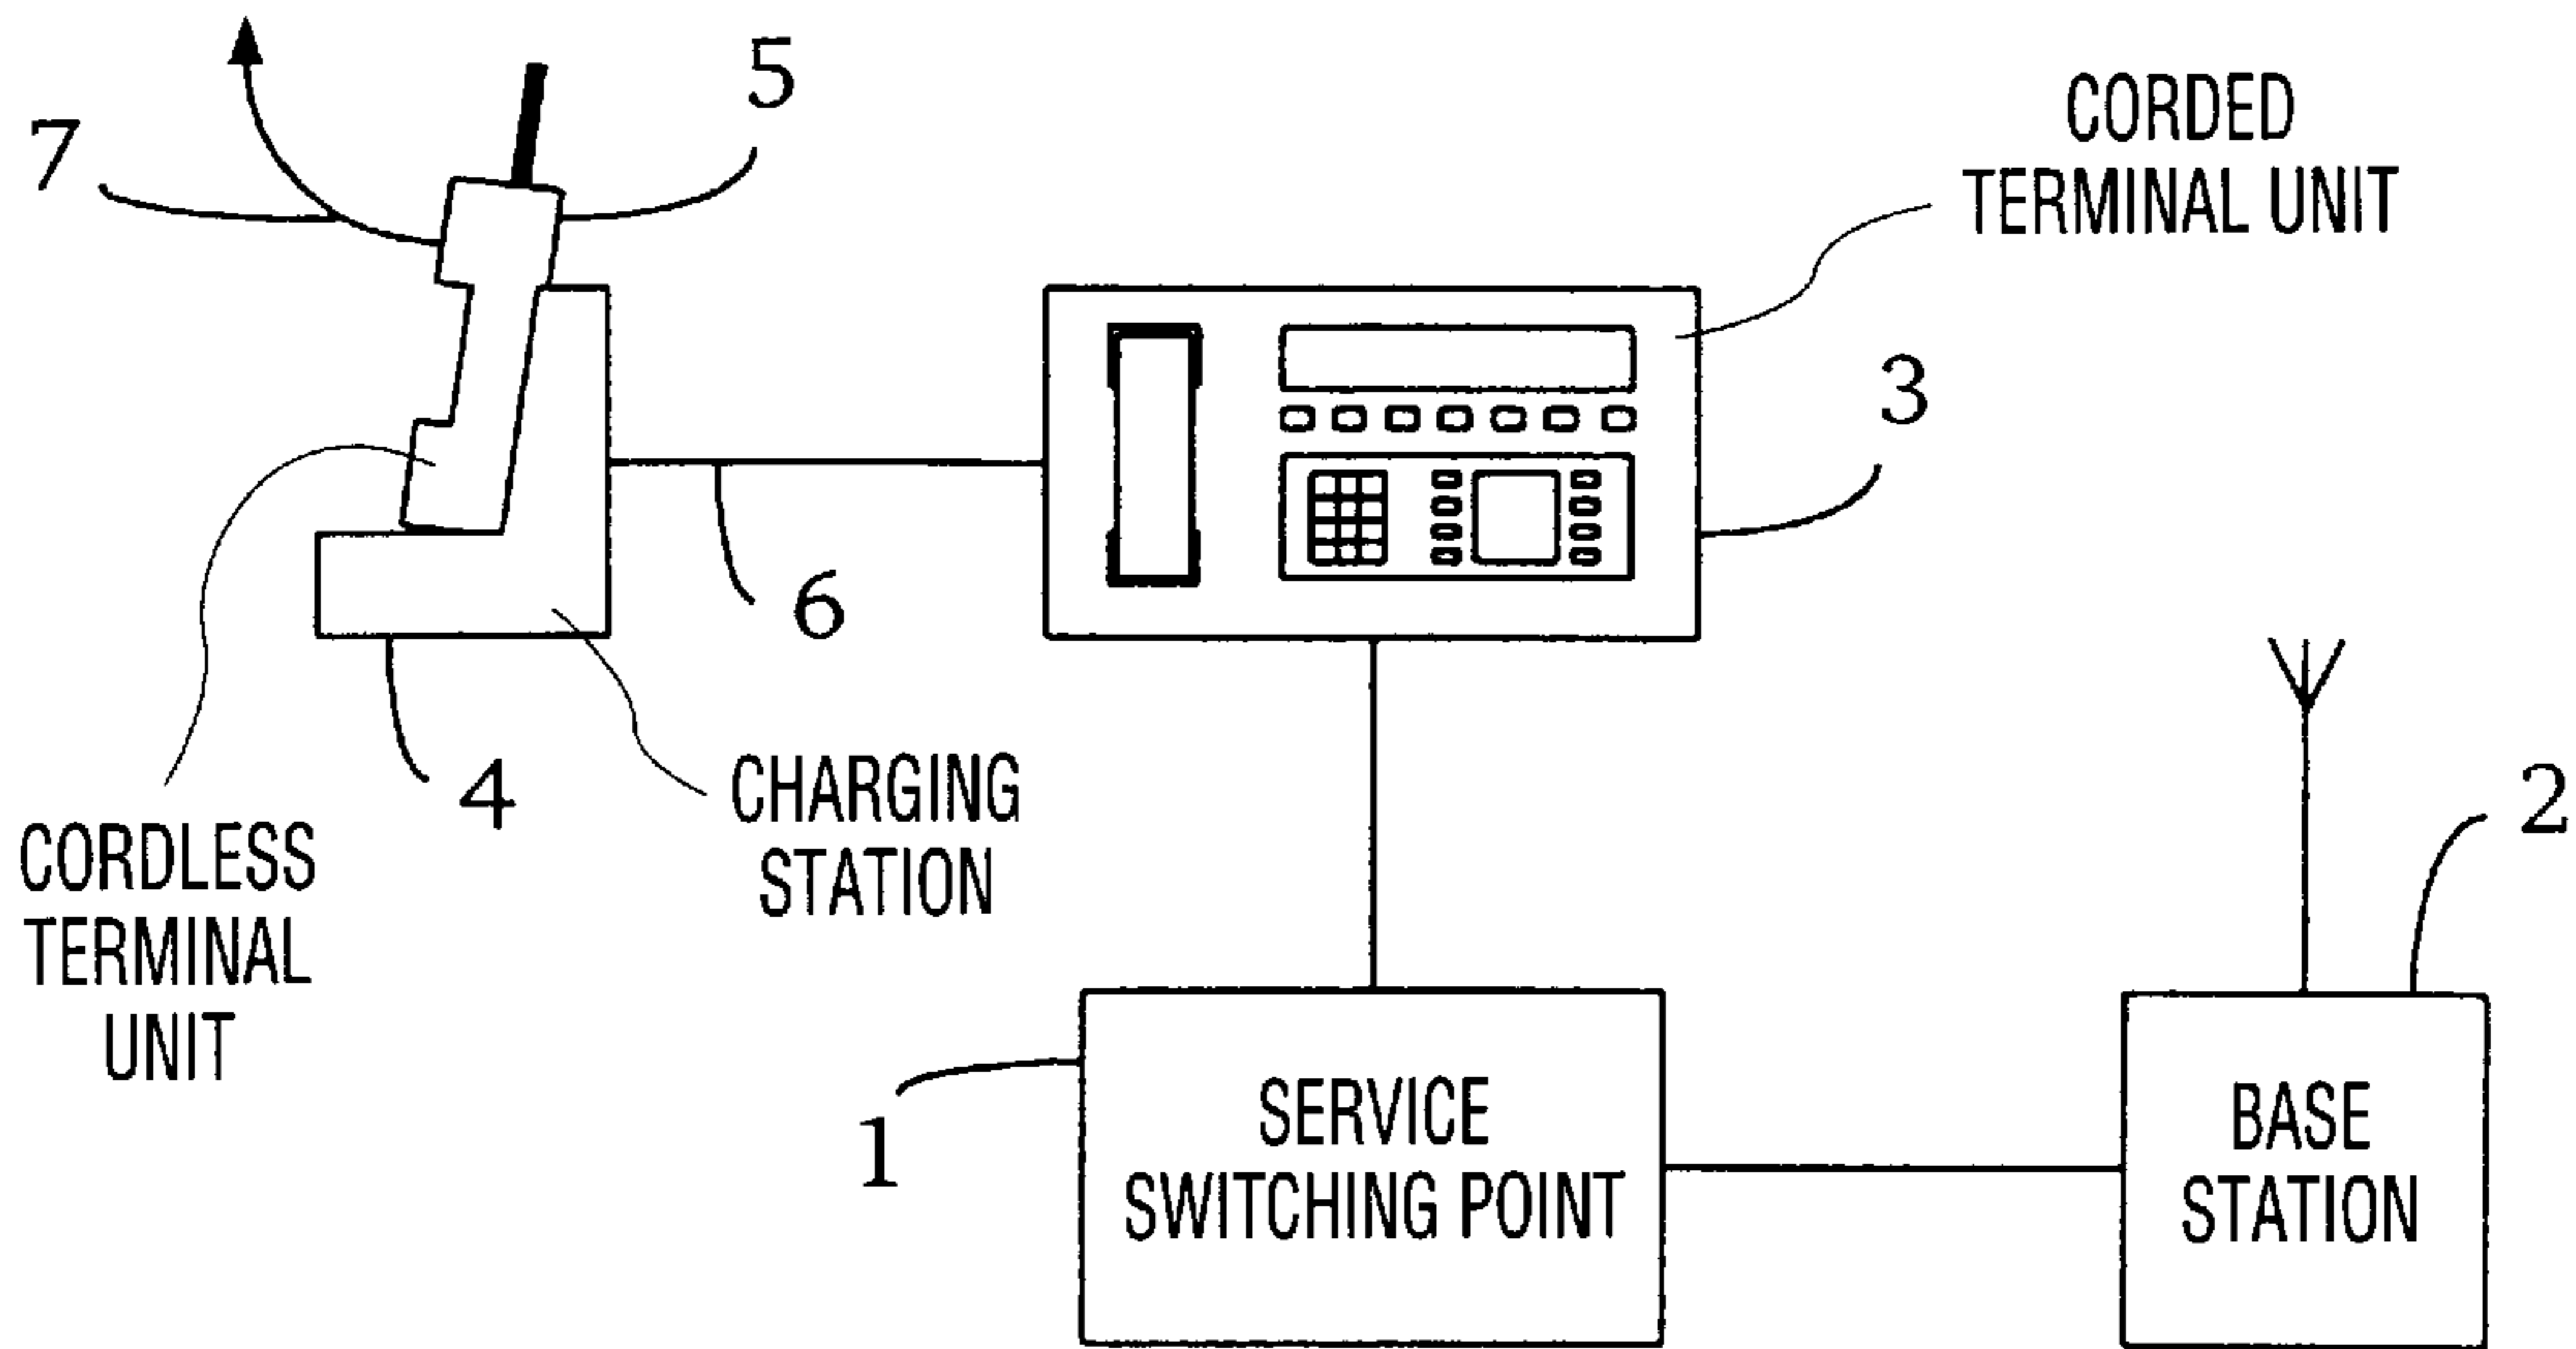 5
7
CORDED
TERMINAL UNIT
3
6
4
CHARGING
STATION
CORDLESS
TERMINAL
UNIT
2
1
SERVICE
SWITCHING POINT
BASE
STATION